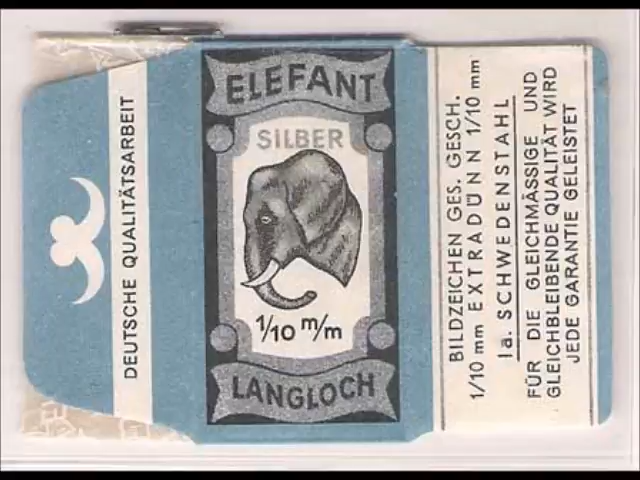 DEUTSCHE QUALITÄTSARBEIT
ELEFANT
SILBER
1/10 m/m
LANGLOCH
BILDZEICHEN GES. GESCH.
1/10 mm EXTRADÜNN 1/10 mm
Ia. SCHWEDENSTAHL
FÜR DIE GLEICHMÄSSIGE UND
GLEICHBLEIBENDE QUALITÄT WIRD
JEDE GARANTIE GELEISTET